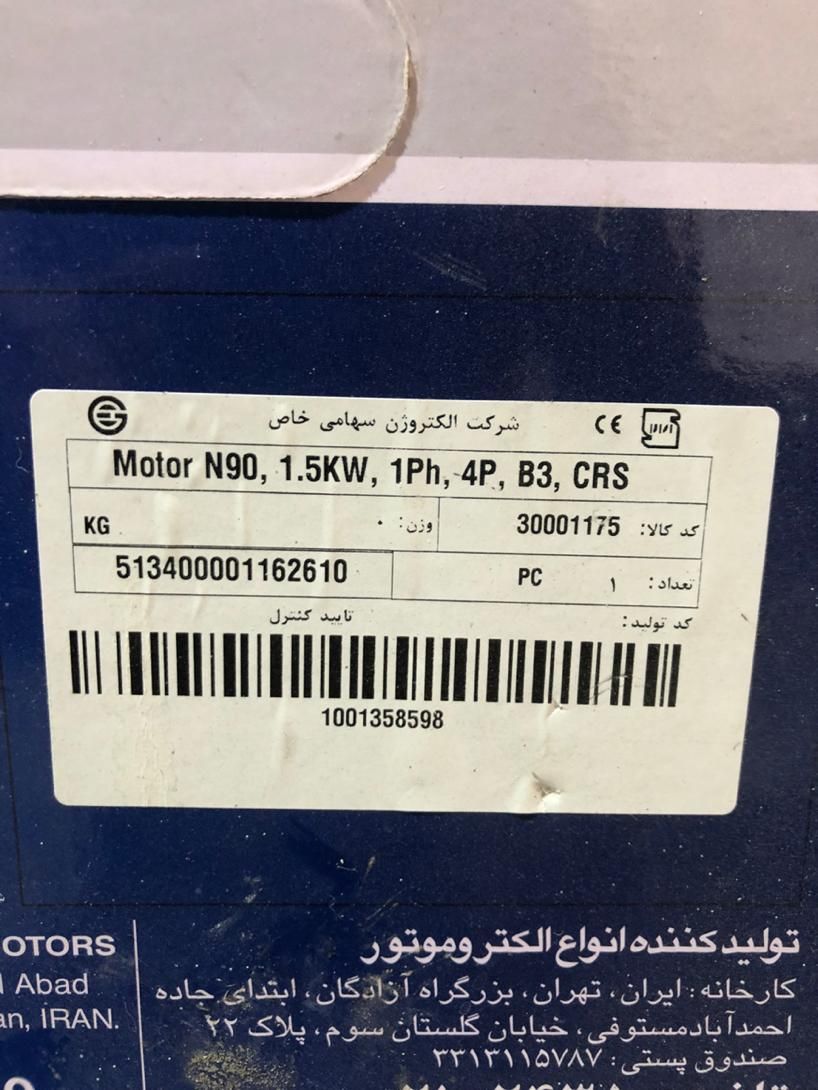 شرکت الکتروژن سهامی خاص
CE
Motor N90, 1.5KW, 1Ph, 4P, B3, CRS
کد کالا: 30001175
وزن: ۰ KG
تعداد: ۱ PC
513400001162610
کد تولید:
تایید کنترل
1001358598
تولیدکننده انواع الکتروموتور
کارخانه: ایران، تهران، بزرگراه آزادگان، ابتدای جاده
احمدآبادمستوفی، خیابان گلستان سوم، پلاک ۲۲
صندوق پستی: ۳۳۱۳۱۱۵۷۸۷
OTORS
Abad
an, IRAN.